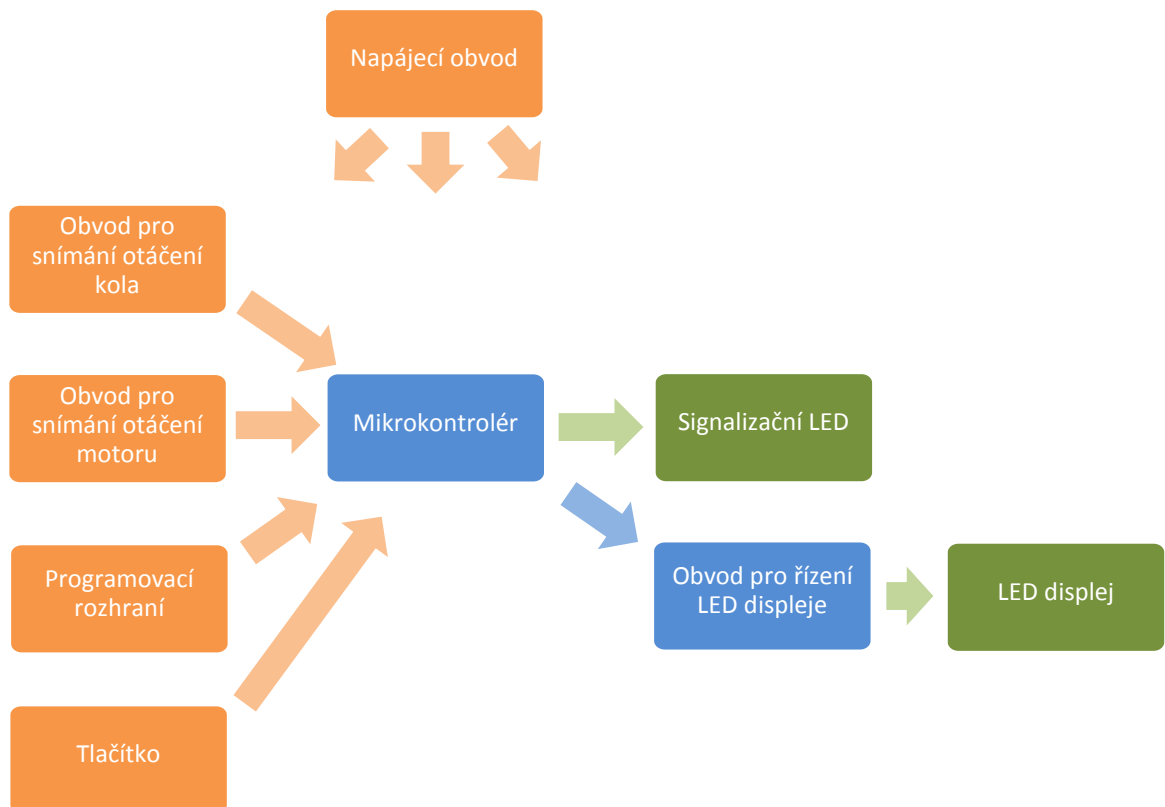 Napájecí obvod
Obvod pro
snímání otáčení
kola
Obvod pro
snímání otáčení
motoru
Mikrokontrolér
Signalizační LED
Programovací
rozhraní
Obvod pro řízení
LED displeje
LED displej
Tlačítko